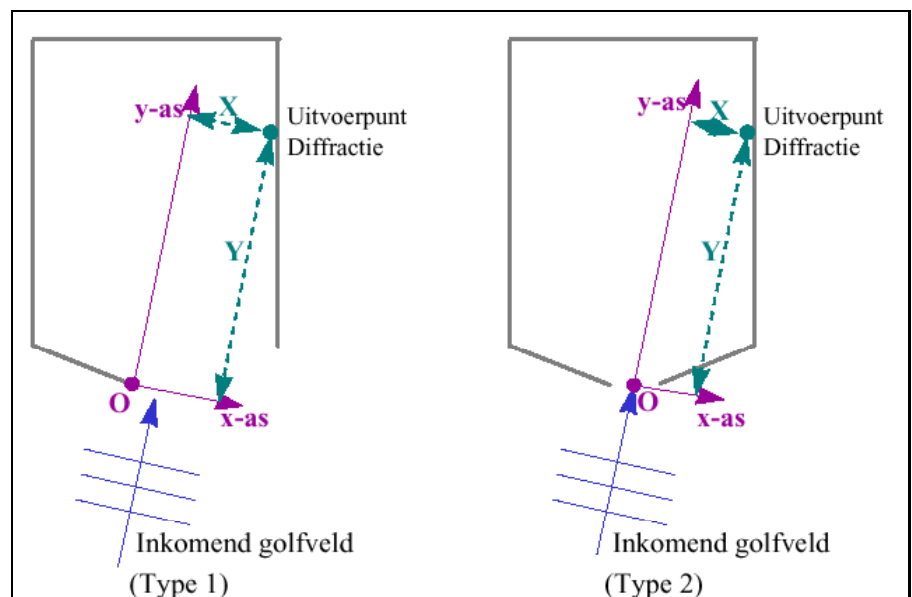 y-as
X
Uitvoerpunt
Diffractie
Y
O
x-as
Inkomend golfveld
(Type 1)
y-as
X
Uitvoerpunt
Diffractie
Y
O
x-as
Inkomend golfveld
(Type 2)